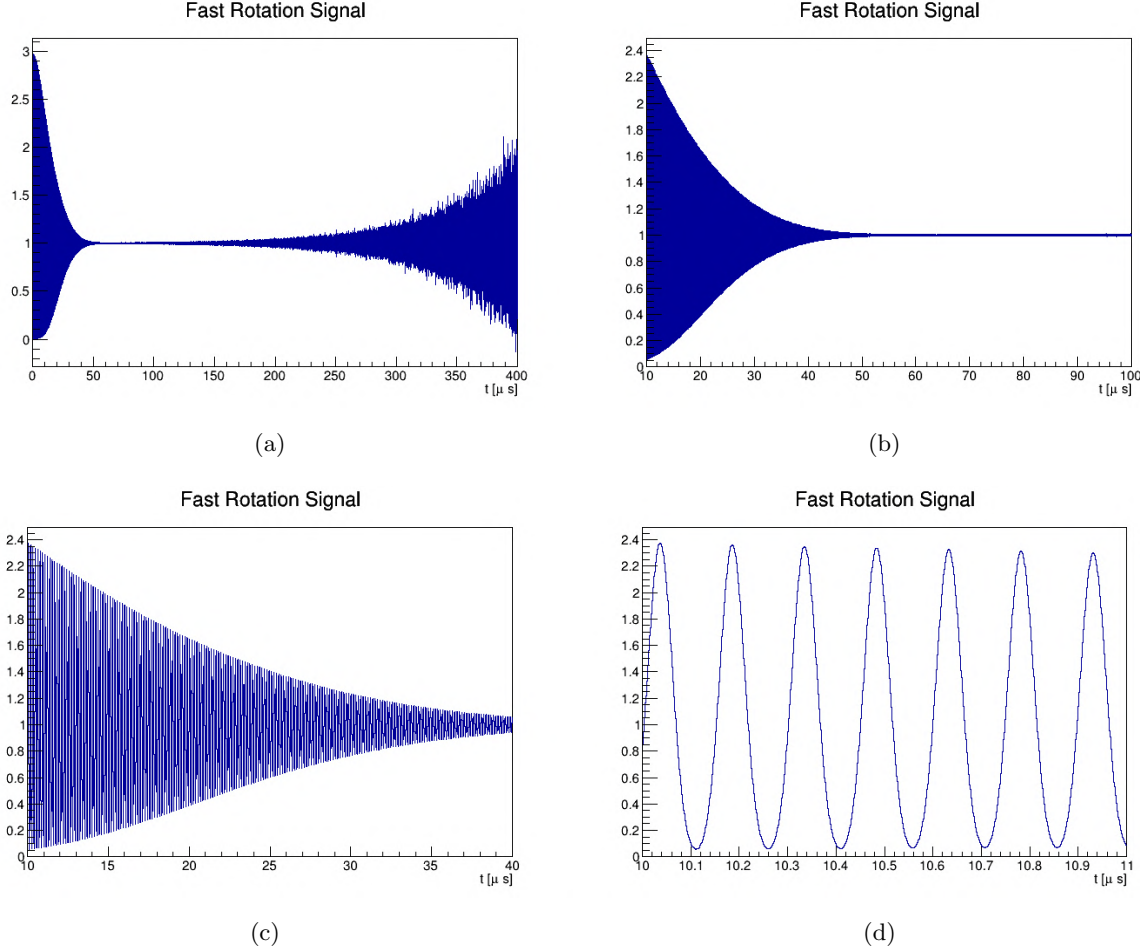 Fast Rotation Signal
3
2.5
2
1.5
1
0.5
0
0 50 100 150 200 250 300 350 400
t [μ s]
(a)
Fast Rotation Signal
2.4
2.2
2
1.8
1.6
1.4
1.2
1
0.8
0.6
0.4
0.2
0
10 20 30 40 50 60 70 80 90 100
t [μ s]
(b)
Fast Rotation Signal
2.4
2.2
2
1.8
1.6
1.4
1.2
1
0.8
0.6
0.4
0.2
0
10 15 20 25 30 35 40
t [μ s]
(c)
Fast Rotation Signal
2.4
2.2
2
1.8
1.6
1.4
1.2
1
0.8
0.6
0.4
0.2
0
10 10.1 10.2 10.3 10.4 10.5 10.6 10.7 10.8 10.9 11
t [μ s]
(d)